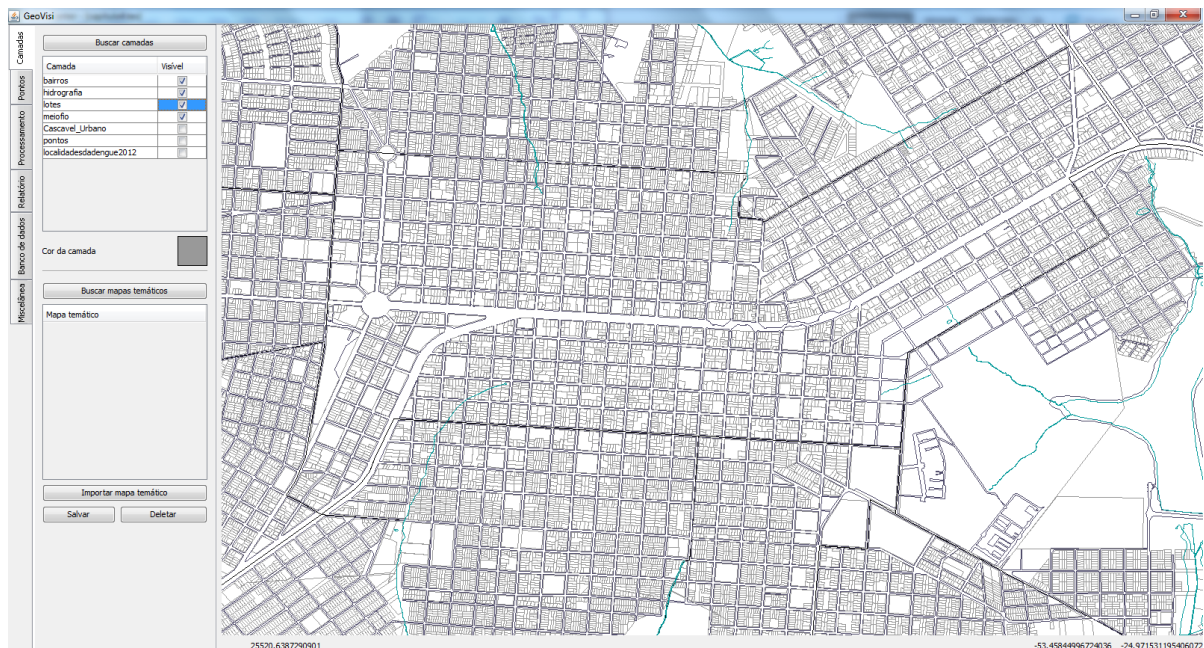 GeoVisi
Camadas
Pontos
Processamento
Relatório
Banco de dados
Miscelânea
Buscar camadas
Camada Visível
bairros
hidrografia
lotes
meiofio
Cascavel_Urbano
pontos
localidadesdadengue2012
Cor da camada
Buscar mapas temáticos
Mapa temático
Importar mapa temático
Salvar Deletar
25520.6387290901 -53.45844996724036 -24.971531195406072